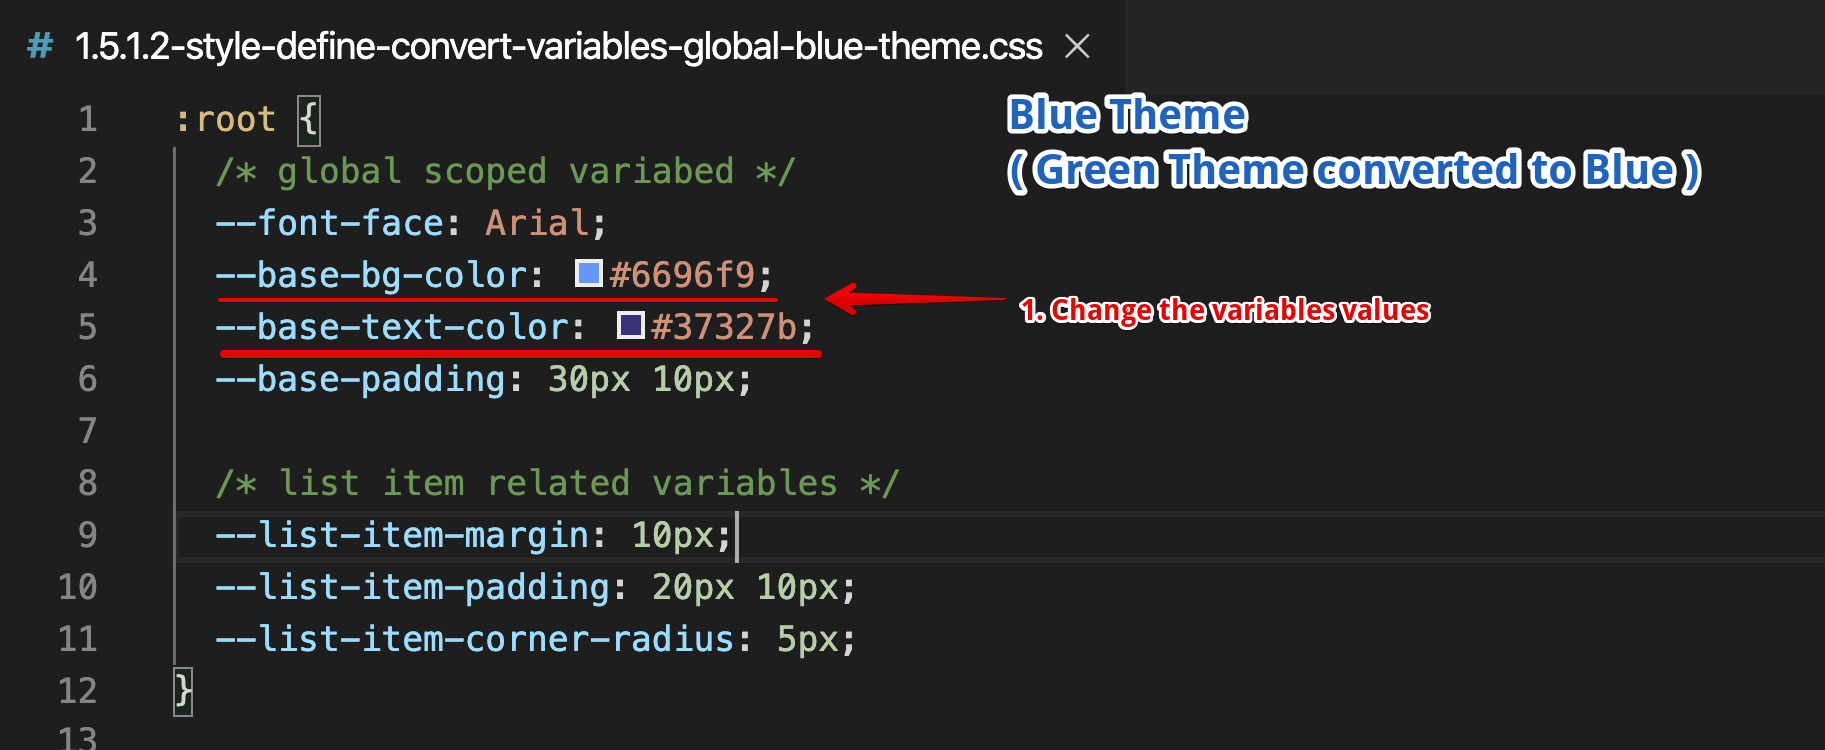 # 1.5.1.2-style-define-convert-variables-global-blue-theme.css ×
1 :root {
Blue Theme
( Green Theme converted to Blue )
2 /* global scoped variabed */
3 --font-face: Arial;
4 --base-bg-color: #6696f9;
1. Change the variables values
5 --base-text-color: #37327b;
6 --base-padding: 30px 10px;
7
8 /* list item related variables */
9 --list-item-margin: 10px;
10 --list-item-padding: 20px 10px;
11 --list-item-corner-radius: 5px;
12 }
13